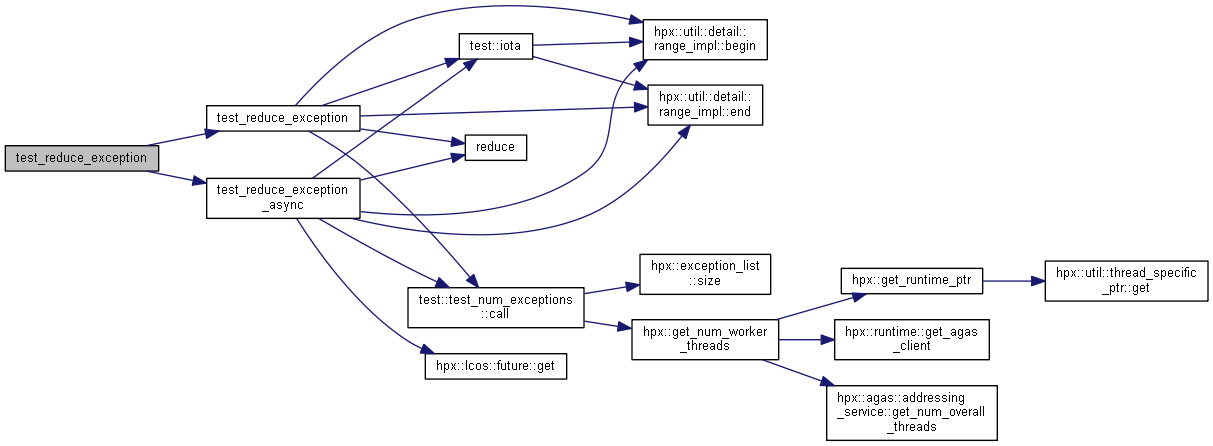 test_reduce_exception
test_reduce_exception
test_reduce_exception
_async
test::iota
reduce
test::test_num_exceptions
::call
hpx::lcos::future::get
hpx::util::detail::
range_impl::begin
hpx::util::detail::
range_impl::end
hpx::exception_list
::size
hpx::get_num_worker
_threads
hpx::get_runtime_ptr
hpx::runtime::get_agas
_client
hpx::agas::addressing
_service::get_num_overall
_threads
hpx::util::thread_specific
_ptr::get